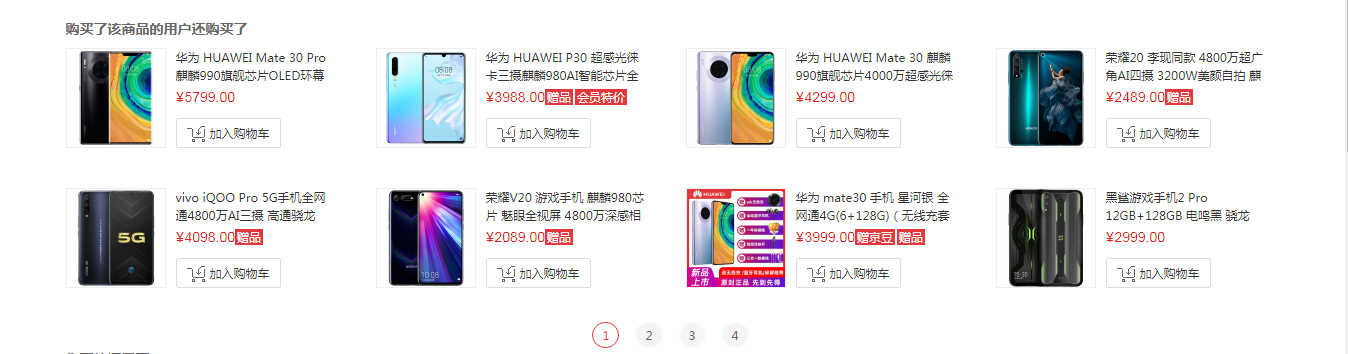 购买了该商品的用户还购买了
华为 HUAWEI Mate 30 Pro
麒麟990旗舰芯片OLED环幕
¥5799.00
加入购物车
华为 HUAWEI P30 超感光徕
卡三摄麒麟980AI智能芯片全
¥3988.00 赠品 会员特价
加入购物车
华为 HUAWEI Mate 30 麒麟
990旗舰芯片4000万超感光徕
¥4299.00
加入购物车
荣耀20 李现同款 4800万超广
角AI四摄 3200W美颜自拍 麒
¥2489.00 赠品
加入购物车
5G
vivo iQOO Pro 5G手机全网
通4800万AI三摄 高通骁龙
¥4098.00 赠品
加入购物车
荣耀V20 游戏手机 麒麟980芯
片 魅眼全视屏 4800万深感相
¥2089.00 赠品
加入购物车
HUAWEI
新品
上市
原封正品 先到先得
华为 mate30 手机 星河银 全
网通4G(6+128G)（无线充套
¥3999.00 赠京豆 赠品
加入购物车
黑鲨游戏手机2 Pro
12GB+128GB 电鸣黑 骁龙
¥2999.00
加入购物车
1 2 3 4